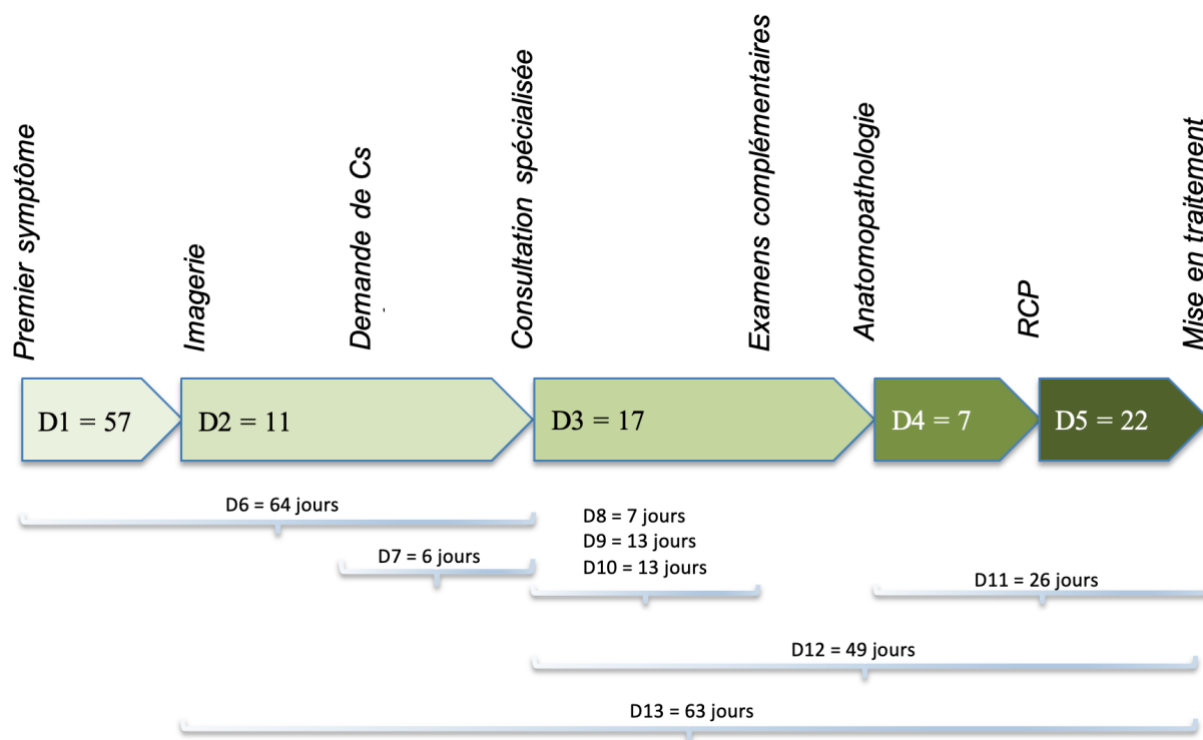 Premier symptôme
Imagerie
Demande de Cs
Consultation spécialisée
Examens complémentaires
Anatomopathologie
RCP
Mise en traitement
D1 = 57
D2 = 11
D3 = 17
D4 = 7
D5 = 22
D6 = 64 jours
D7 = 6 jours
D8 = 7 jours
D9 = 13 jours
D10 = 13 jours
D11 = 26 jours
D12 = 49 jours
D13 = 63 jours